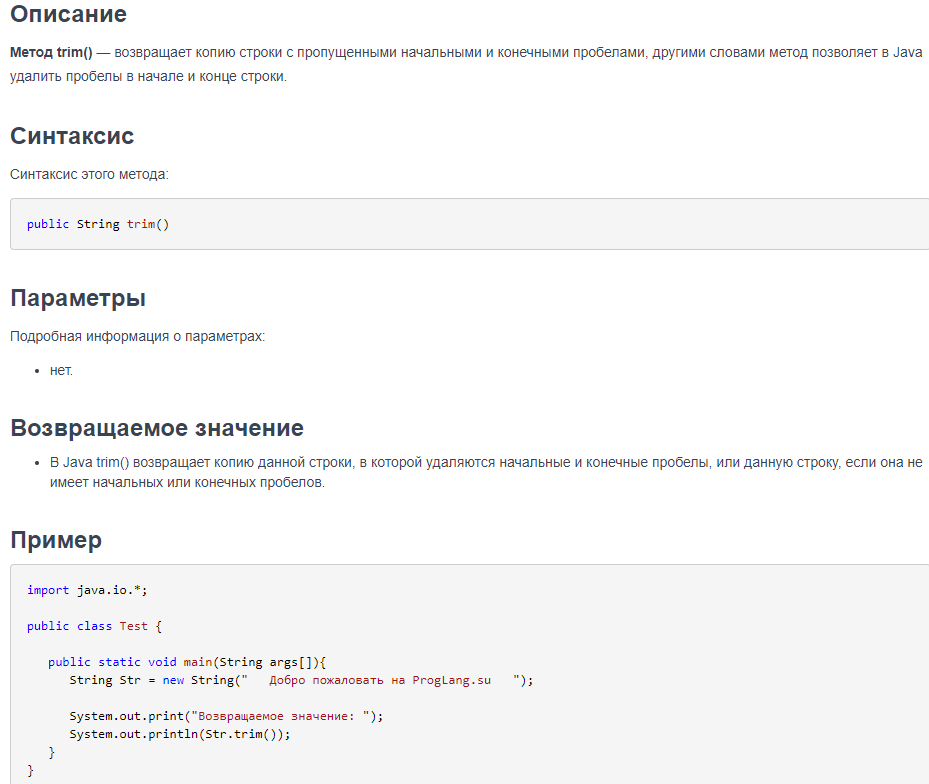 Описание
Метод trim() — возвращает копию строки с пропущенными начальными и конечными пробелами, другими словами метод позволяет в Java
удалить пробелы в начале и конце строки.
Синтаксис
Синтаксис этого метода:
public String trim()
Параметры
Подробная информация о параметрах:
• нет.
Возвращаемое значение
• В Java trim() возвращает копию данной строки, в которой удаляются начальные и конечные пробелы, или данную строку, если она не
имеет начальных или конечных пробелов.
Пример
import java.io.*;
public class Test {
public static void main(String args[]){
String Str = new String("   Добро пожаловать на ProgLang.su   ");
System.out.print("Возвращаемое значение: ");
System.out.println(Str.trim());
}
}